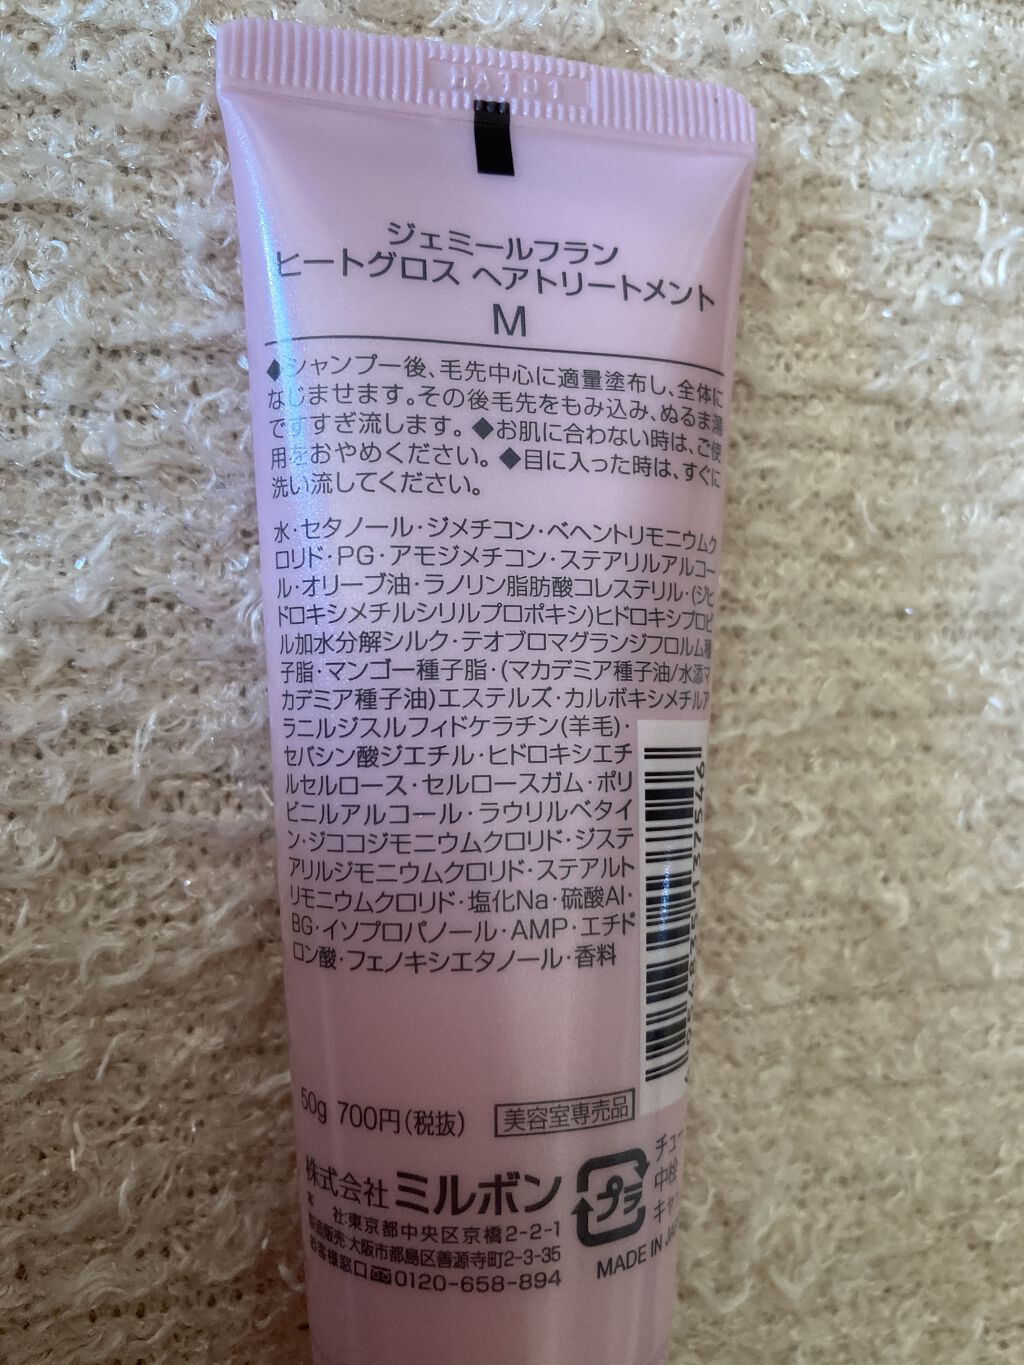 ジェミールフラン
ヒートグロス ヘアトリートメント
M
◆シャンプー後、毛先中心に適量塗布し、全体に
なじませます。その後毛先をもみ込み、ぬるま湯
ですすぎ流します。◆お肌に合わない時は、ご使
用をおやめください。◆目に入った時は、すぐに
洗い流してください。
水・セタノール・ジメチコン・ベヘントリモニウムク
ロリド・PG・アモジメチコン・ステアリルアルコー
ル・オリーブ油・ラノリン脂肪酸コレステリル・(ジヒ
ドロキシメチルシリルプロポキシ)ヒドロキシプロピ
ル加水分解シルク・テオブロマグランジフロルム種
子脂・マンゴー種子脂・(マカデミア種子油/水添マ
カデミア種子油)エステルズ・カルボキシメチルア
ラニルジスルフィドケラチン(羊毛)・
セバシン酸ジエチル・ヒドロキシエチ
ルセルロース・セルロースガム・ポリ
ビニルアルコール・ラウリルベタイ
ン・ジココジモニウムクロリド・ジステ
アリルジモニウムクロリド・ステアルト
リモニウムクロリド・塩化Na・硫酸Al・
BG・イソプロパノール・AMP・エチド
ロン酸・フェノキシエタノール・香料
50g 700円(税抜) 美容室専売品
株式会社 ミルボン
社:東京都中央区京橋2-2-1
製造販売:大阪市都島区善源寺町2-3-35
お客様窓口 0120-658-894
プラ
チュー
中栓
キャ
MADE IN JA